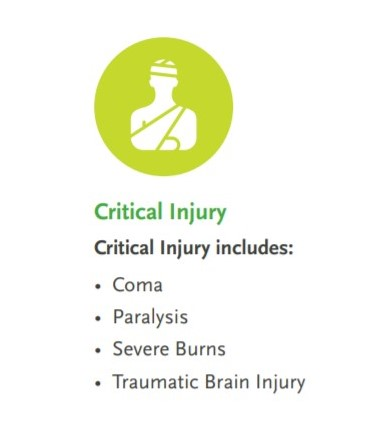 Critical Injury
Critical Injury includes:
• Coma
• Paralysis
• Severe Burns
• Traumatic Brain Injury